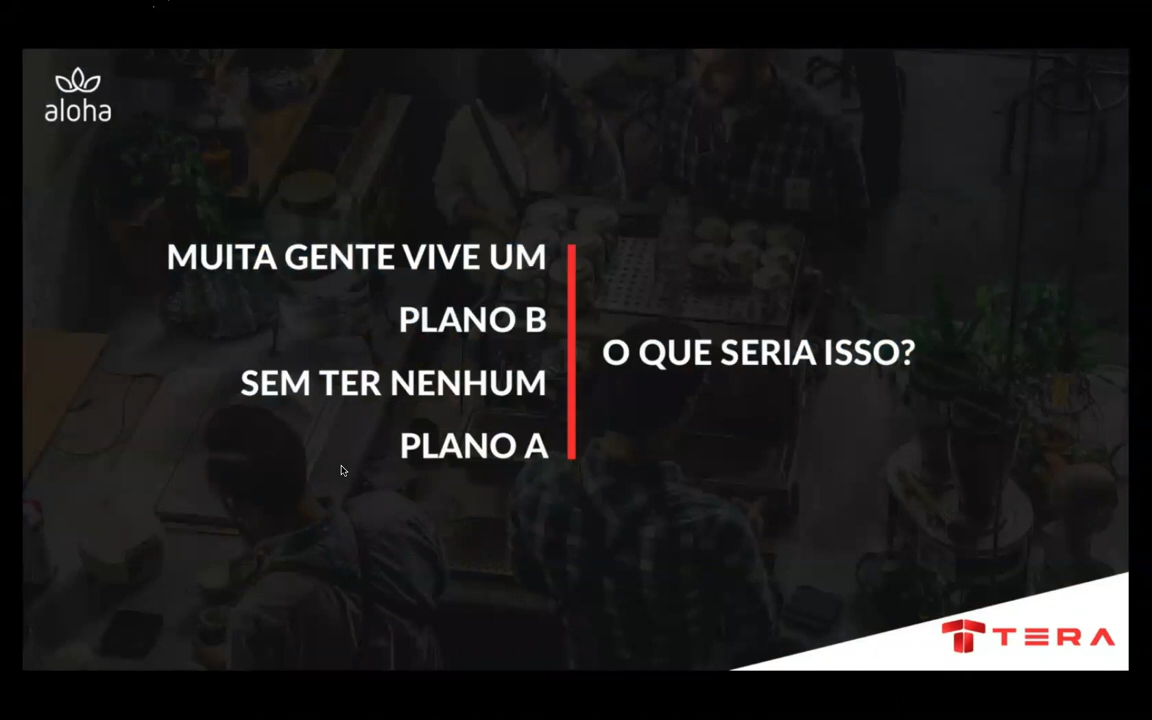 aloha
MUITA GENTE VIVE UM
PLANO B
SEM TER NENHUM
PLANO A
O QUE SERIA ISSO?
TERA